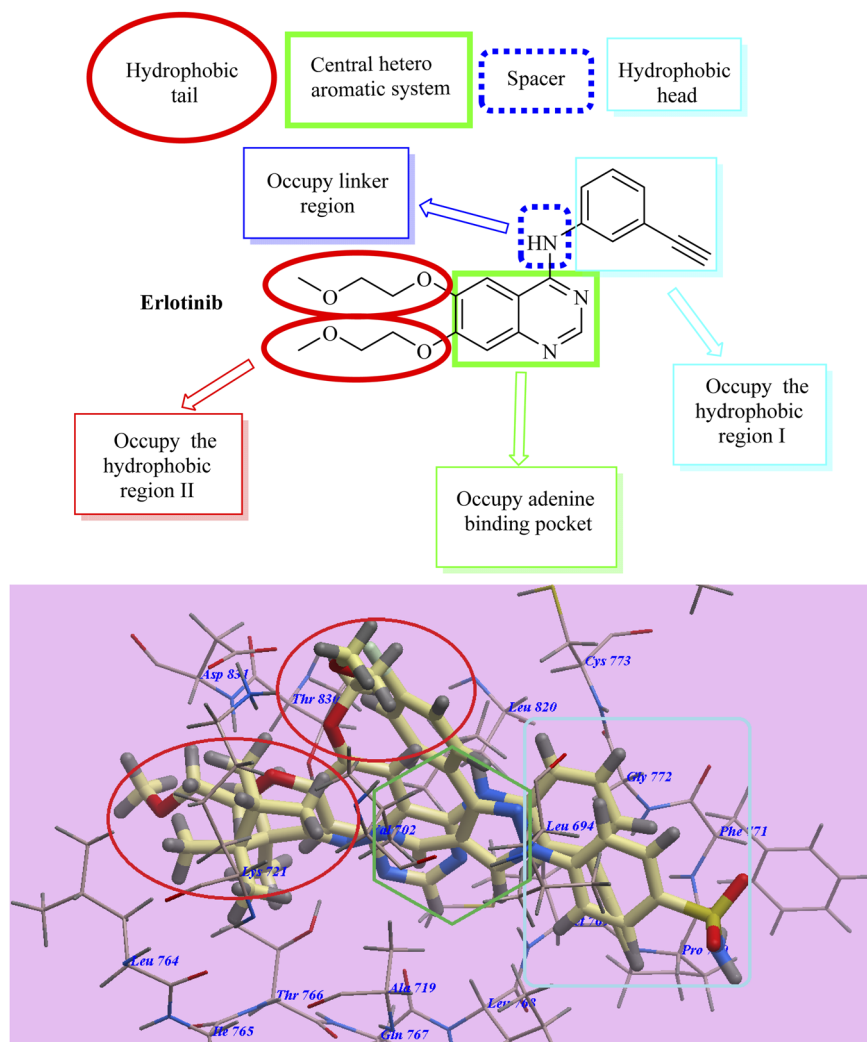 Hydrophobic
tail
Central hetero
aromatic system
Spacer
Hydrophobic
head
Occupy linker
region
HN
N
N
Erlotinib
O
O
O
O
Occupy the
hydrophobic
region II
Occupy adenine
binding pocket
Occupy the
hydrophobic
region I
Asp 831
Thr 830
Cys 773
Leu 820
Gly 772
Leu 694
Phe 771
Lys 721
Leu 764
Thr 766
Ala 719
Ile 765
Gln 767